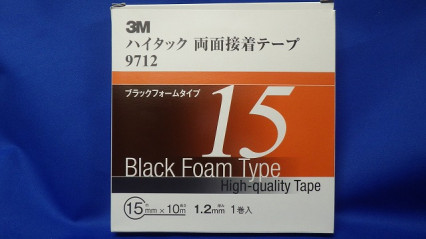 3M
ハイタック 両面接着テープ
9712
ブラックフォームタイプ
15
Black Foam Type
High-quality Tape
15mm×10m 1.2mm 1巻入